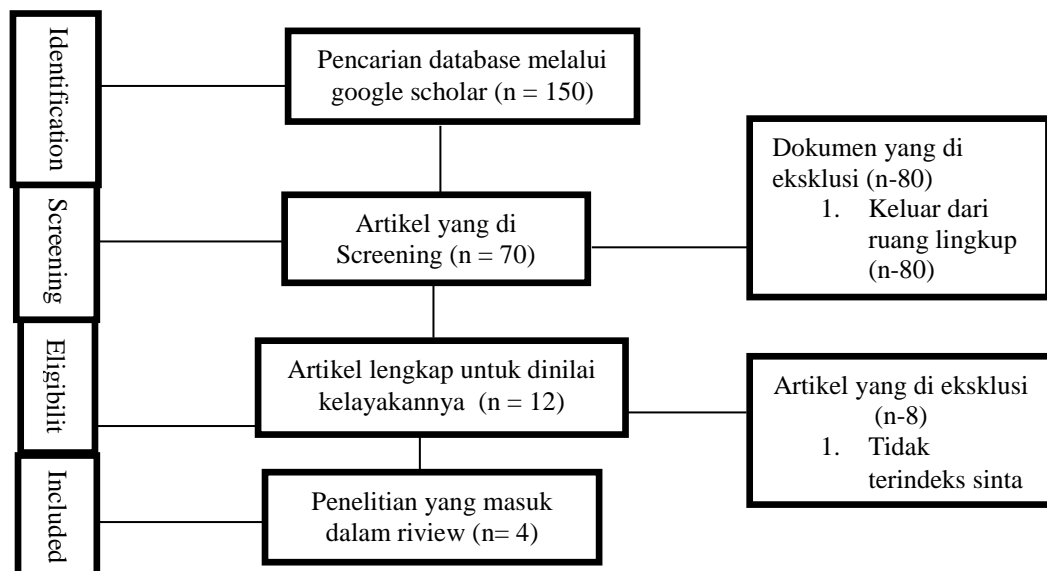 Identification
Pencarian database melalui
google scholar (n = 150)
Dokumen yang di
eksklusi (n-80)
1. Keluar dari
ruang lingkup
(n-80)
Screening
Artikel yang di
Screening (n = 70)
Eligibilit
Artikel lengkap untuk dinilai
kelayakannya (n = 12)
Artikel yang di eksklusi
(n-8)
1. Tidak
terindeks sinta
Included
Penelitian yang masuk
dalam riview (n= 4)